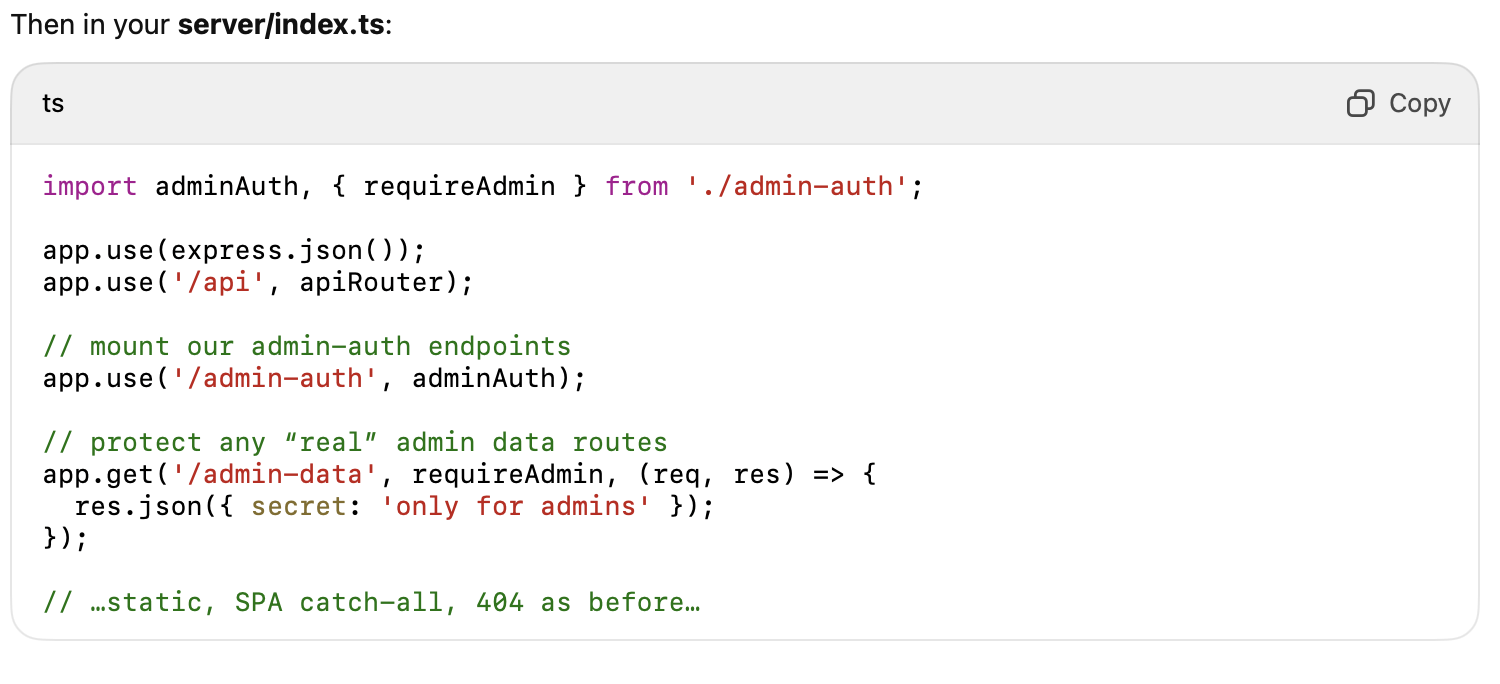 Then in your server/index.ts:
ts
Copy
import adminAuth, { requireAdmin } from './admin-auth';
app.use(express.json());
app.use('/api', apiRouter);
// mount our admin-auth endpoints
app.use('/admin-auth', adminAuth);
// protect any “real” admin data routes
app.get('/admin-data', requireAdmin, (req, res) => {
  res.json({ secret: 'only for admins' });
});
// …static, SPA catch-all, 404 as before…